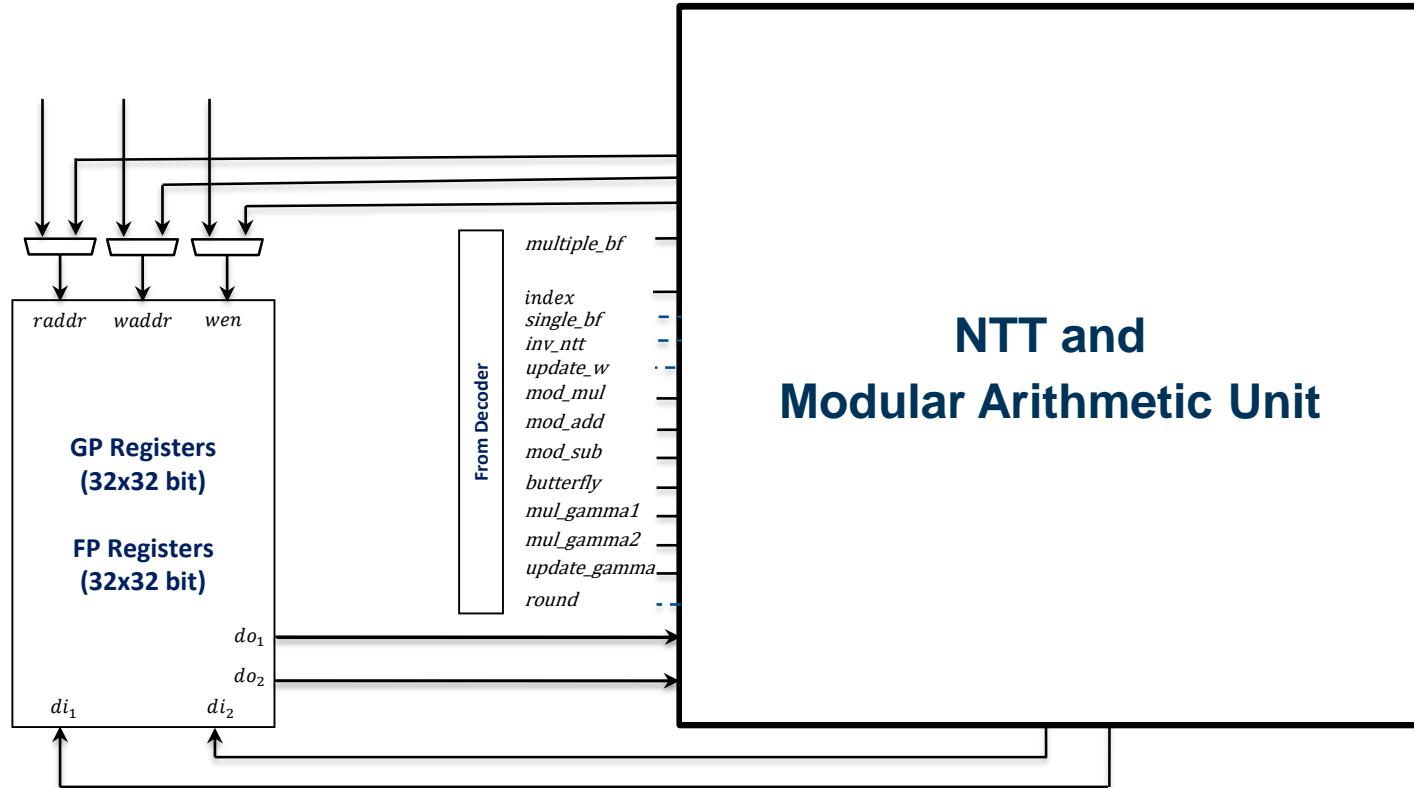 multiple_bf
index
single_bf
inv_ntt
update_w
mod_mul
mod_add
mod_sub
butterfly
mul_gamma1
mul_gamma2
update_gamma
round
From Decoder
raddr waddr wen
GP Registers
(32x32 bit)
FP Registers
(32x32 bit)
do₁
do₂
di₁ di₂
NTT and
Modular Arithmetic Unit